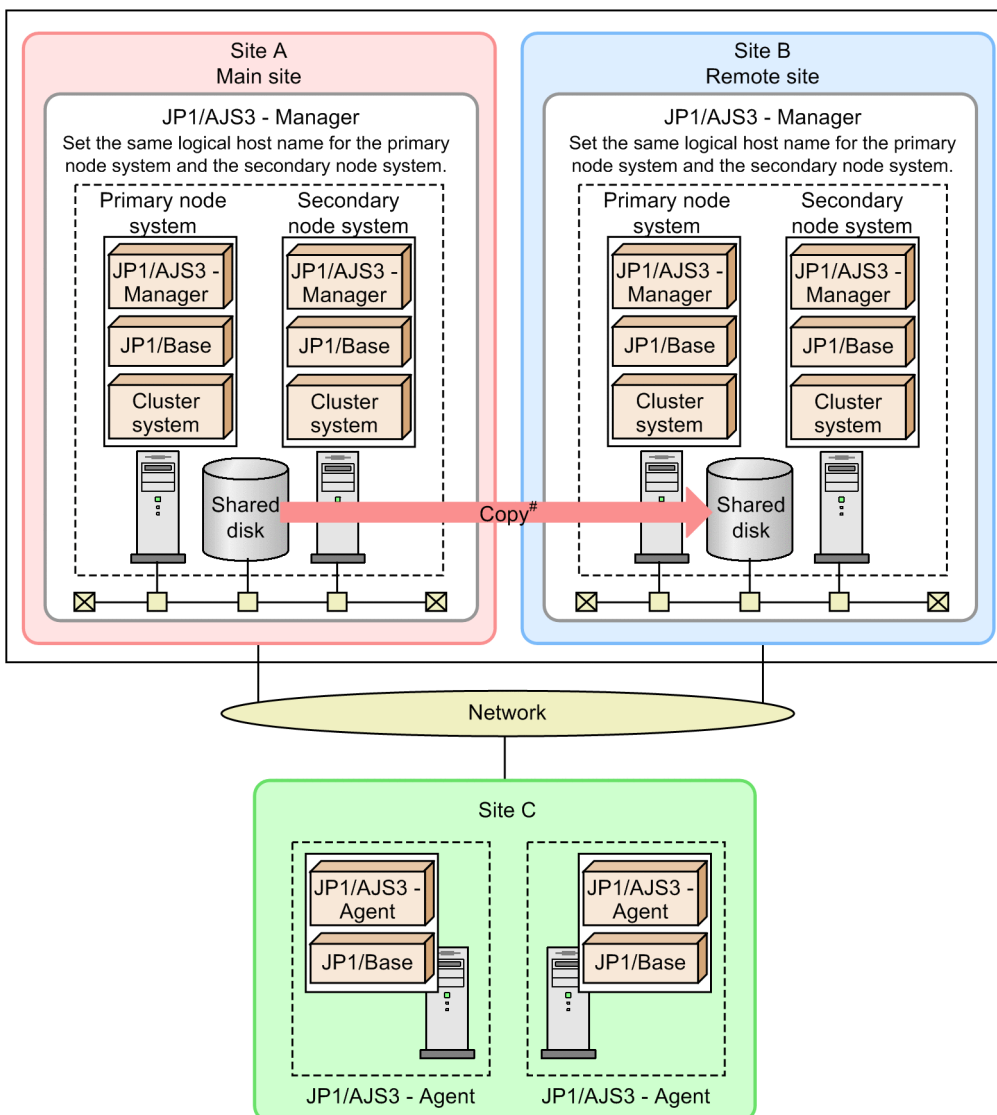 Site A
Main site
JP1/AJS3 - Manager
Set the same logical host name for the primary
node system and the secondary node system.
Primary node
system
Secondary
node system
JP1/AJS3 -
Manager
JP1/AJS3 -
Manager
JP1/Base
JP1/Base
Cluster
system
Cluster
system
Shared
disk
Copy#
Site B
Remote site
JP1/AJS3 - Manager
Set the same logical host name for the primary
node system and the secondary node system.
Primary node
system
Secondary
node system
JP1/AJS3 -
Manager
JP1/AJS3 -
Manager
JP1/Base
JP1/Base
Cluster
system
Cluster
system
Shared
disk
Network
Site C
JP1/AJS3 -
Agent
JP1/Base
JP1/AJS3 - Agent
JP1/AJS3 -
Agent
JP1/Base
JP1/AJS3 - Agent